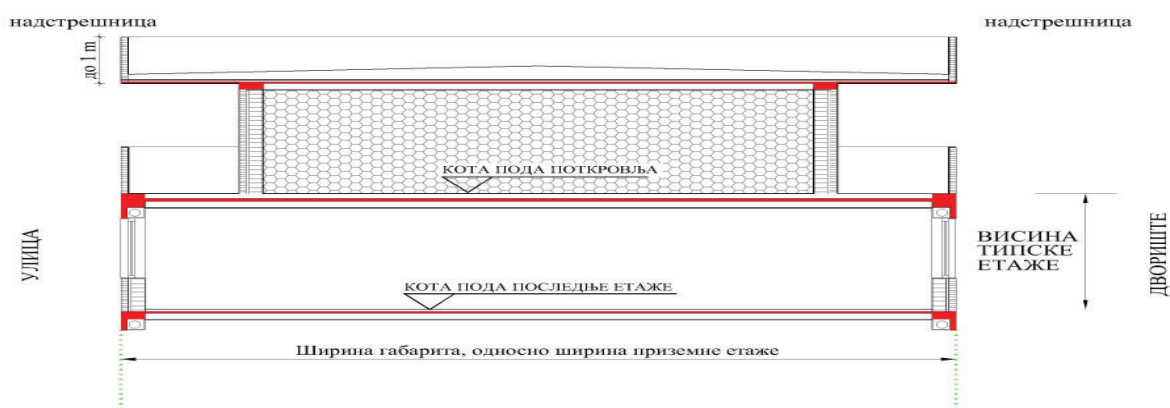 надстрешница
надстрешница
до 1 m
КОТА ПОДА ПОТКРОВЉА
УЛИЦА
ВИСИНА
ТИПСКЕ
ЕТАЖЕ
ДВОРИШТЕ
КОТА ПОДА ПОСЛЕДЊЕ ЕТАЖЕ
Ширина габарита, односно ширина приземне етаже